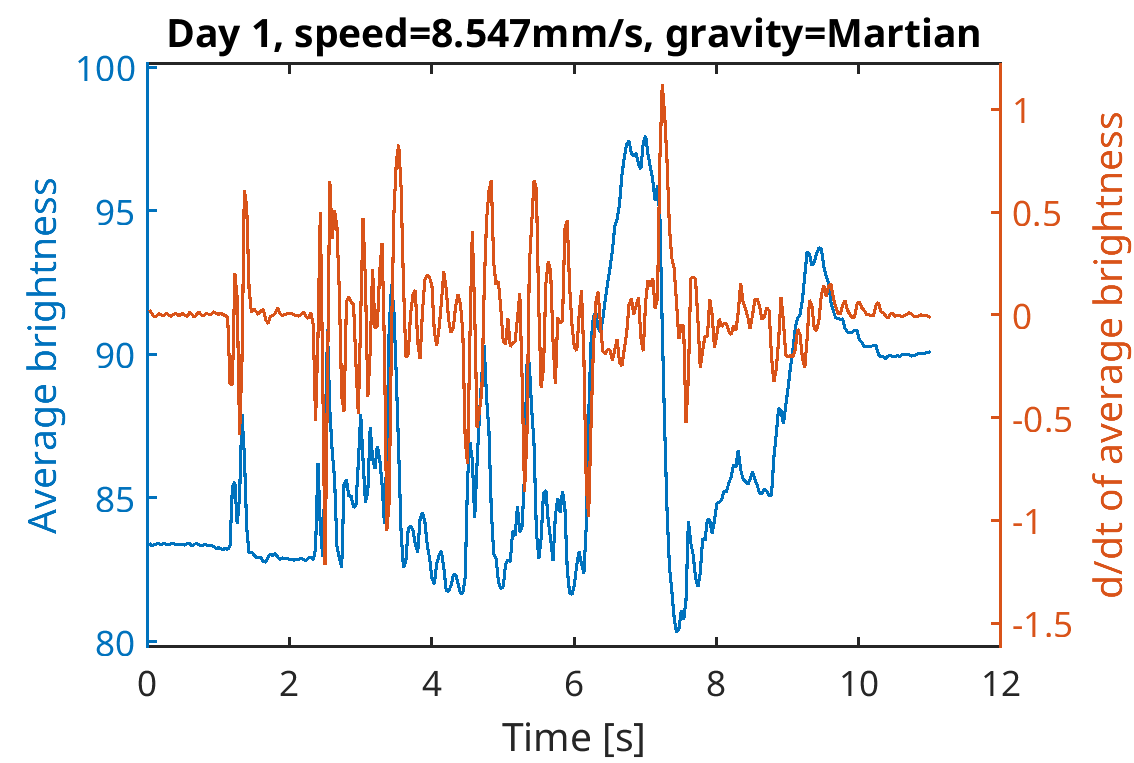 Day 1, speed=8.547mm/s, gravity=Martian
100
95
90
85
80
Average brightness
1
0.5
0
-0.5
-1
-1.5
d/dt of average brightness
0 2 4 6 8 10 12
Time [s]